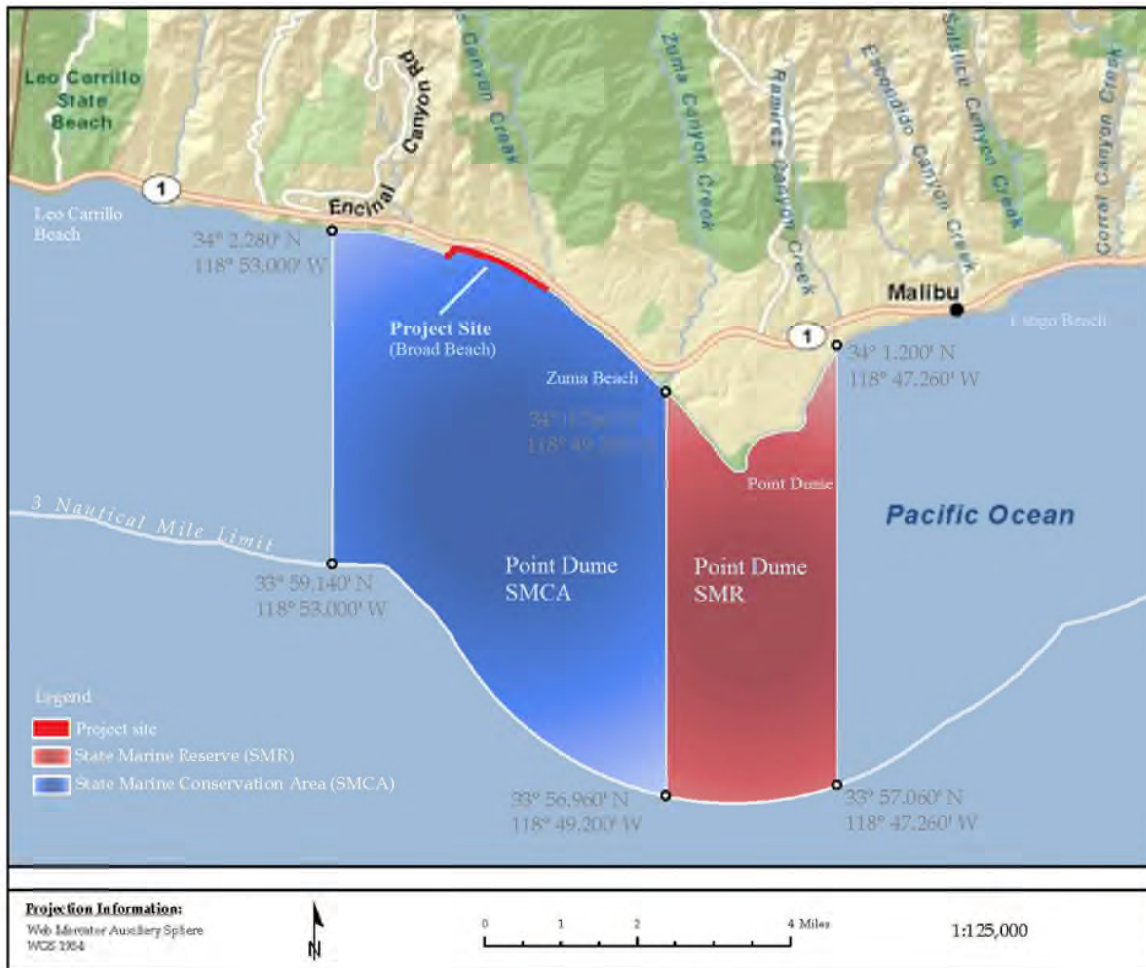 Leo Carrillo
State
Beach
Canyon Rd
Canyon Creek
Zuma Canyon Creek
Ramirez Canyon Creek
Escondido Canyon Creek
Solstice Canyon Creek
Corral Canyon Creek
1
Encinal
Leo Carrillo
Beach
34° 2.280' N
118° 53.000' W
Malibu
Beach
Project Site
(Broad Beach)
1
34° 1.200' N
118° 47.260' W
Zuma Beach
34°
118° 49.
Point Dume
3 Nautical Mile Limit
Pacific Ocean
Point Dume
SMCA
Point Dume
SMR
33° 59.140' N
118° 53.000' W
Legend
Project site
State Marine Reserve (SMR)
State Marine Conservation Area (SMCA)
33° 56.960' N
118° 49.200' W
33° 57.060' N
118° 47.260' W
Projection Information:
Web Mercator Auxiliary Sphere
WGS 1984
N
0 1 2 4 Miles
1:125,000